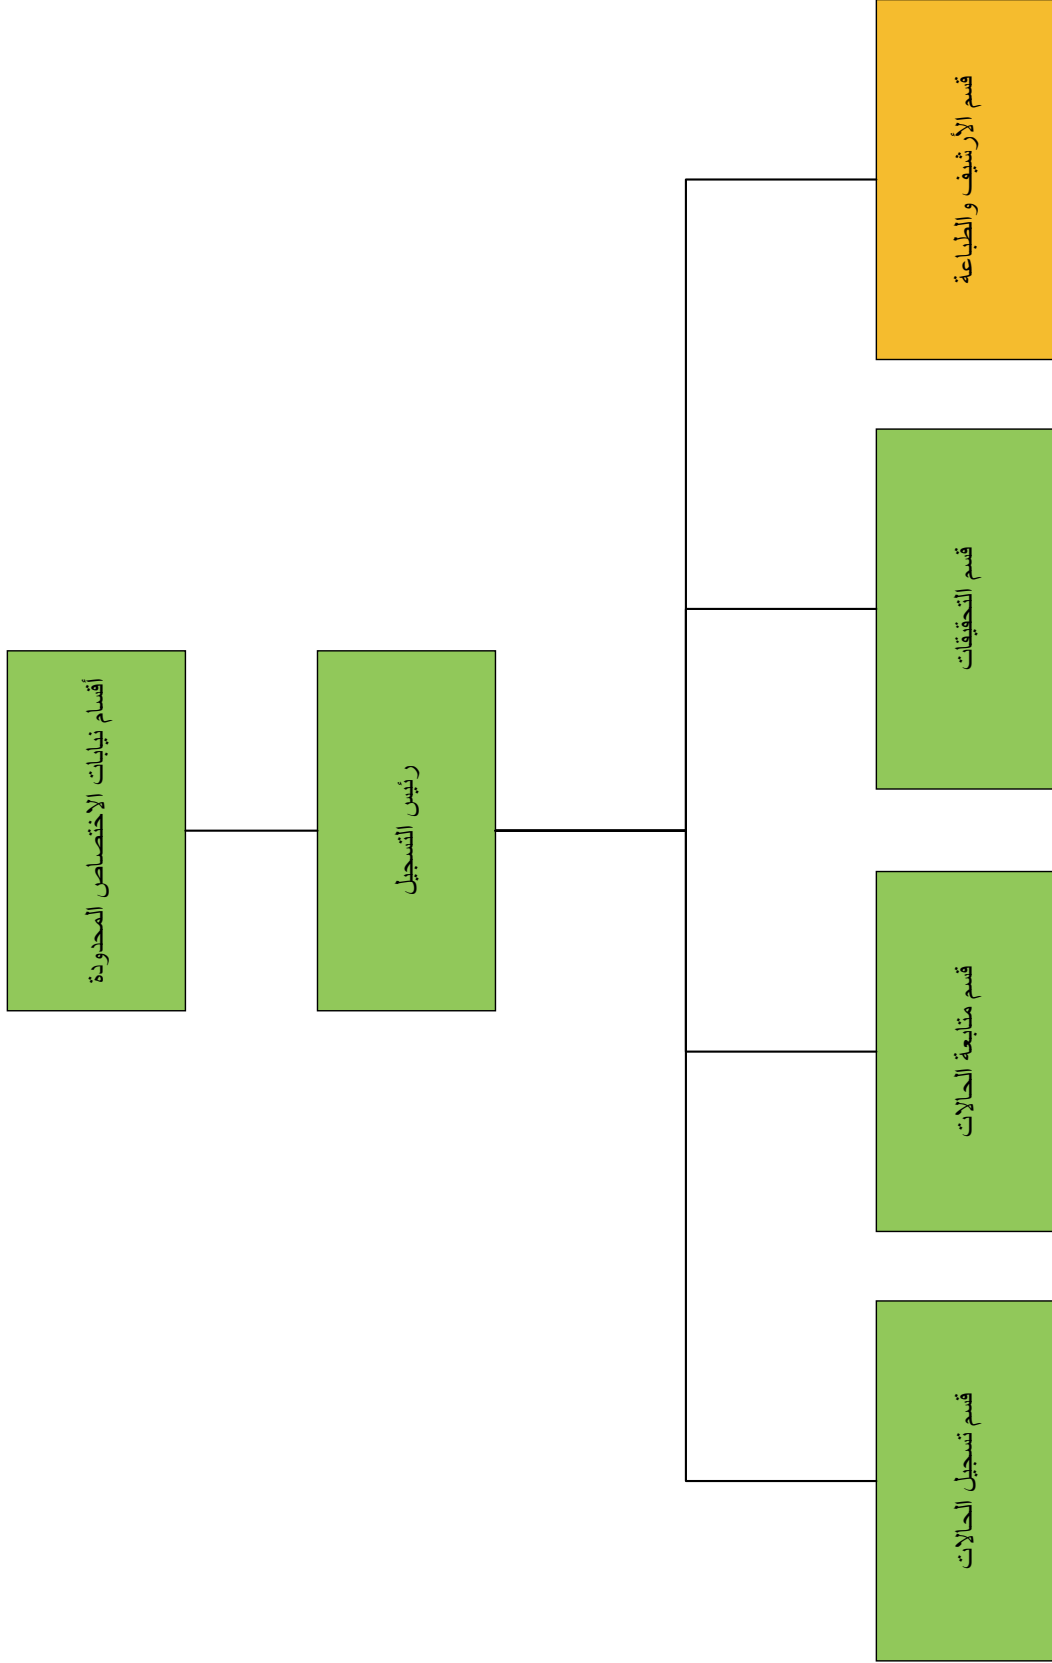 أقسام نيابات الاختصاص المحدودة
رئيس التسجيل
قسم الأرشيف والطباعة
قسم التحقيقات
قسم متابعة الحالات
قسم تسجيل الحالات